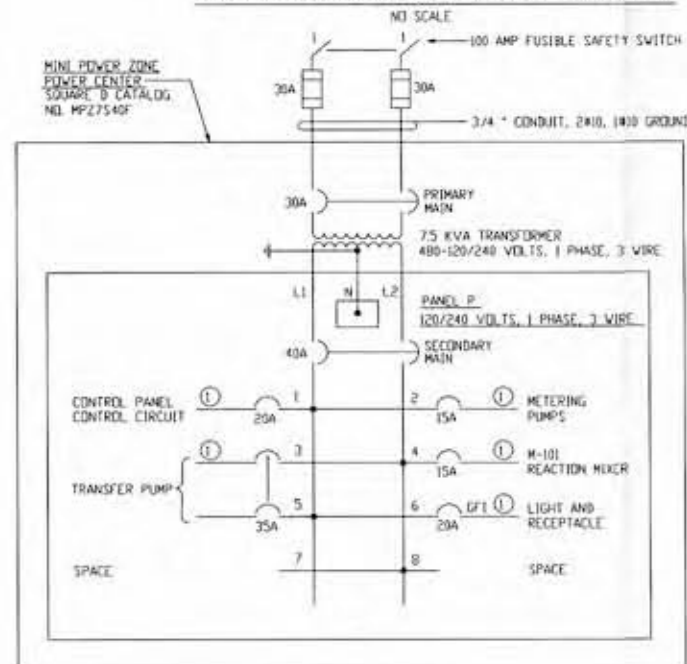 NO SCALE
1
1
100 AMP FUSIBLE SAFETY SWITCH
MINI POWER ZONE
POWER CENTER
SQUARE D CATALOG
NO. MPZ7S40F
30A
30A
3/4 " CONDUIT, 2#10, 1#10 GROUND
30A
PRIMARY
MAIN
7.5 KVA TRANSFORMER
480-120/240 VOLTS, 1 PHASE, 3 WIRE
L1
N
L2
PANEL P
120/240 VOLTS, 1 PHASE, 3 WIRE
40A
SECONDARY
MAIN
CONTROL PANEL
CONTROL CIRCUIT
1
20A
1
2
15A
1
METERING
PUMPS
TRANSFER PUMP
1
3
4
15A
1
M-101
REACTION MIXER
35A
5
6
20A
GFI
1
LIGHT AND
RECEPTACLE
SPACE
7
8
SPACE